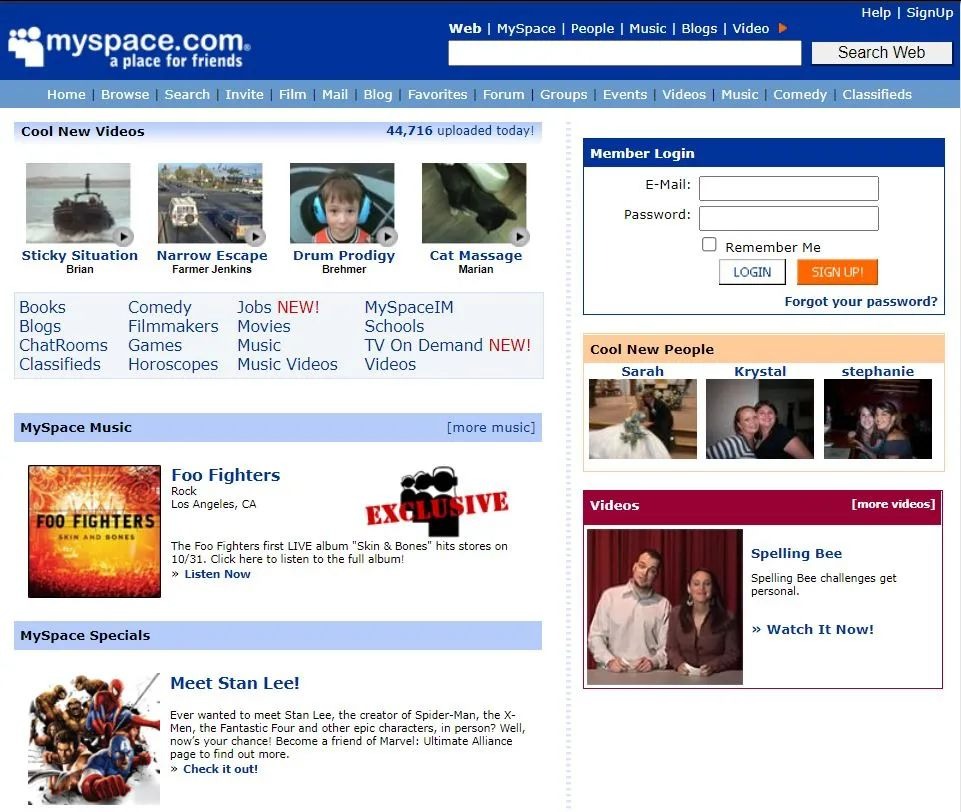 Help | SignUp
myspace.com®
a place for friends
Web | MySpace | People | Music | Blogs | Video
Search Web
Home | Browse | Search | Invite | Film | Mail | Blog | Favorites | Forum | Groups | Events | Videos | Music | Comedy | Classifieds
Cool New Videos 44,716 uploaded today!
Sticky Situation Narrow Escape Drum Prodigy Cat Massage
Brian Farmer Jenkins Brehmer Marian
Books Comedy Jobs NEW! MySpaceIM
Blogs Filmmakers Movies Schools
ChatRooms Games Music TV On Demand NEW!
Classifieds Horoscopes Music Videos Videos
MySpace Music [more music]
FOO FIGHTERS
SKIN AND BONES
Foo Fighters
Rock
Los Angeles, CA
EXCLUSIVE
The Foo Fighters first LIVE album "Skin & Bones" hits stores on
10/31. Click here to listen to the full album!
» Listen Now
MySpace Specials
Meet Stan Lee!
Ever wanted to meet Stan Lee, the creator of Spider-Man, the X-
Men, the Fantastic Four and other epic characters, in person? Well,
now's your chance! Become a friend of Marvel: Ultimate Alliance
page to find out more.
» Check it out!
Member Login
E-Mail:
Password:
Remember Me
LOGIN SIGN UP!
Forgot your password?
Cool New People
Sarah Krystal stephanie
Videos [more videos]
Spelling Bee
Spelling Bee challenges get
personal.
» Watch It Now!